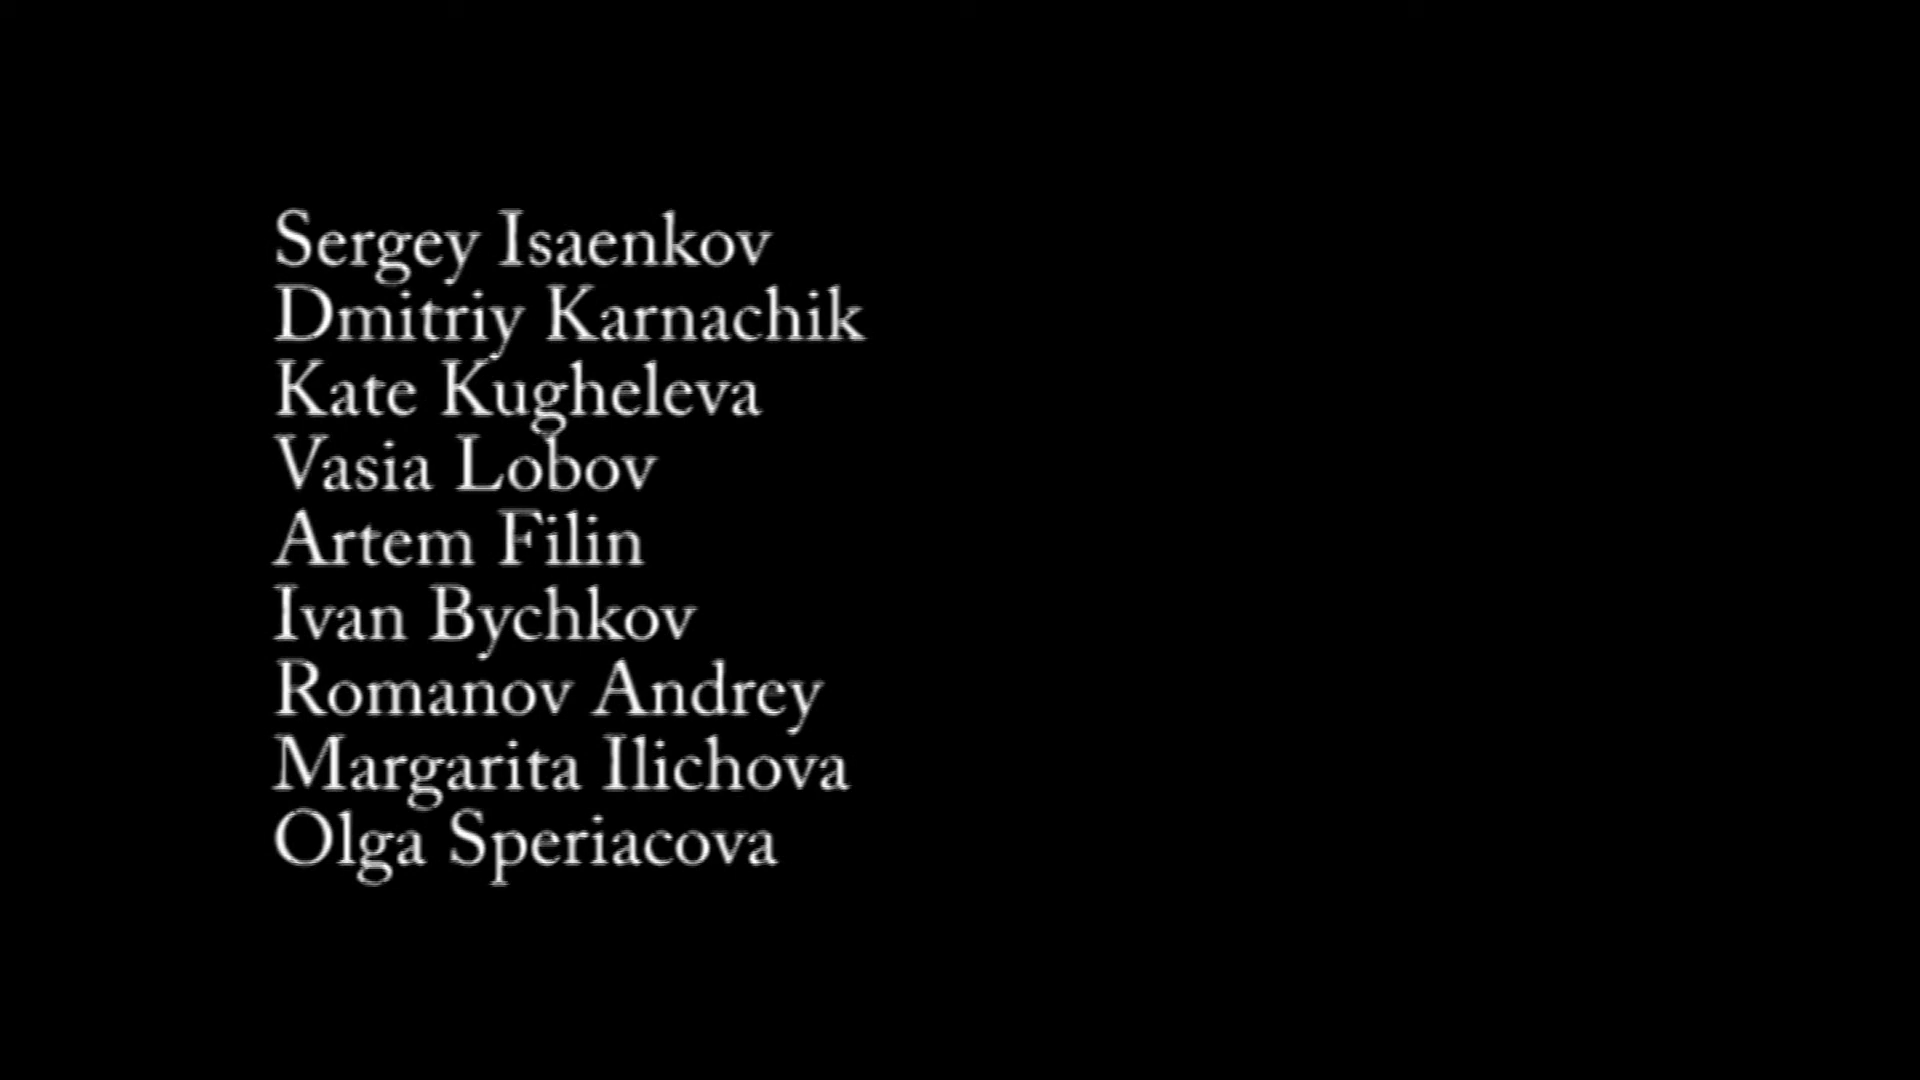 Sergey Isaenkov
Dmitriy Karnachik
Kate Kugheleva
Vasia Lobov
Artem Filin
Ivan Bychkov
Romanov Andrey
Margarita Ilichova
Olga Speriacova